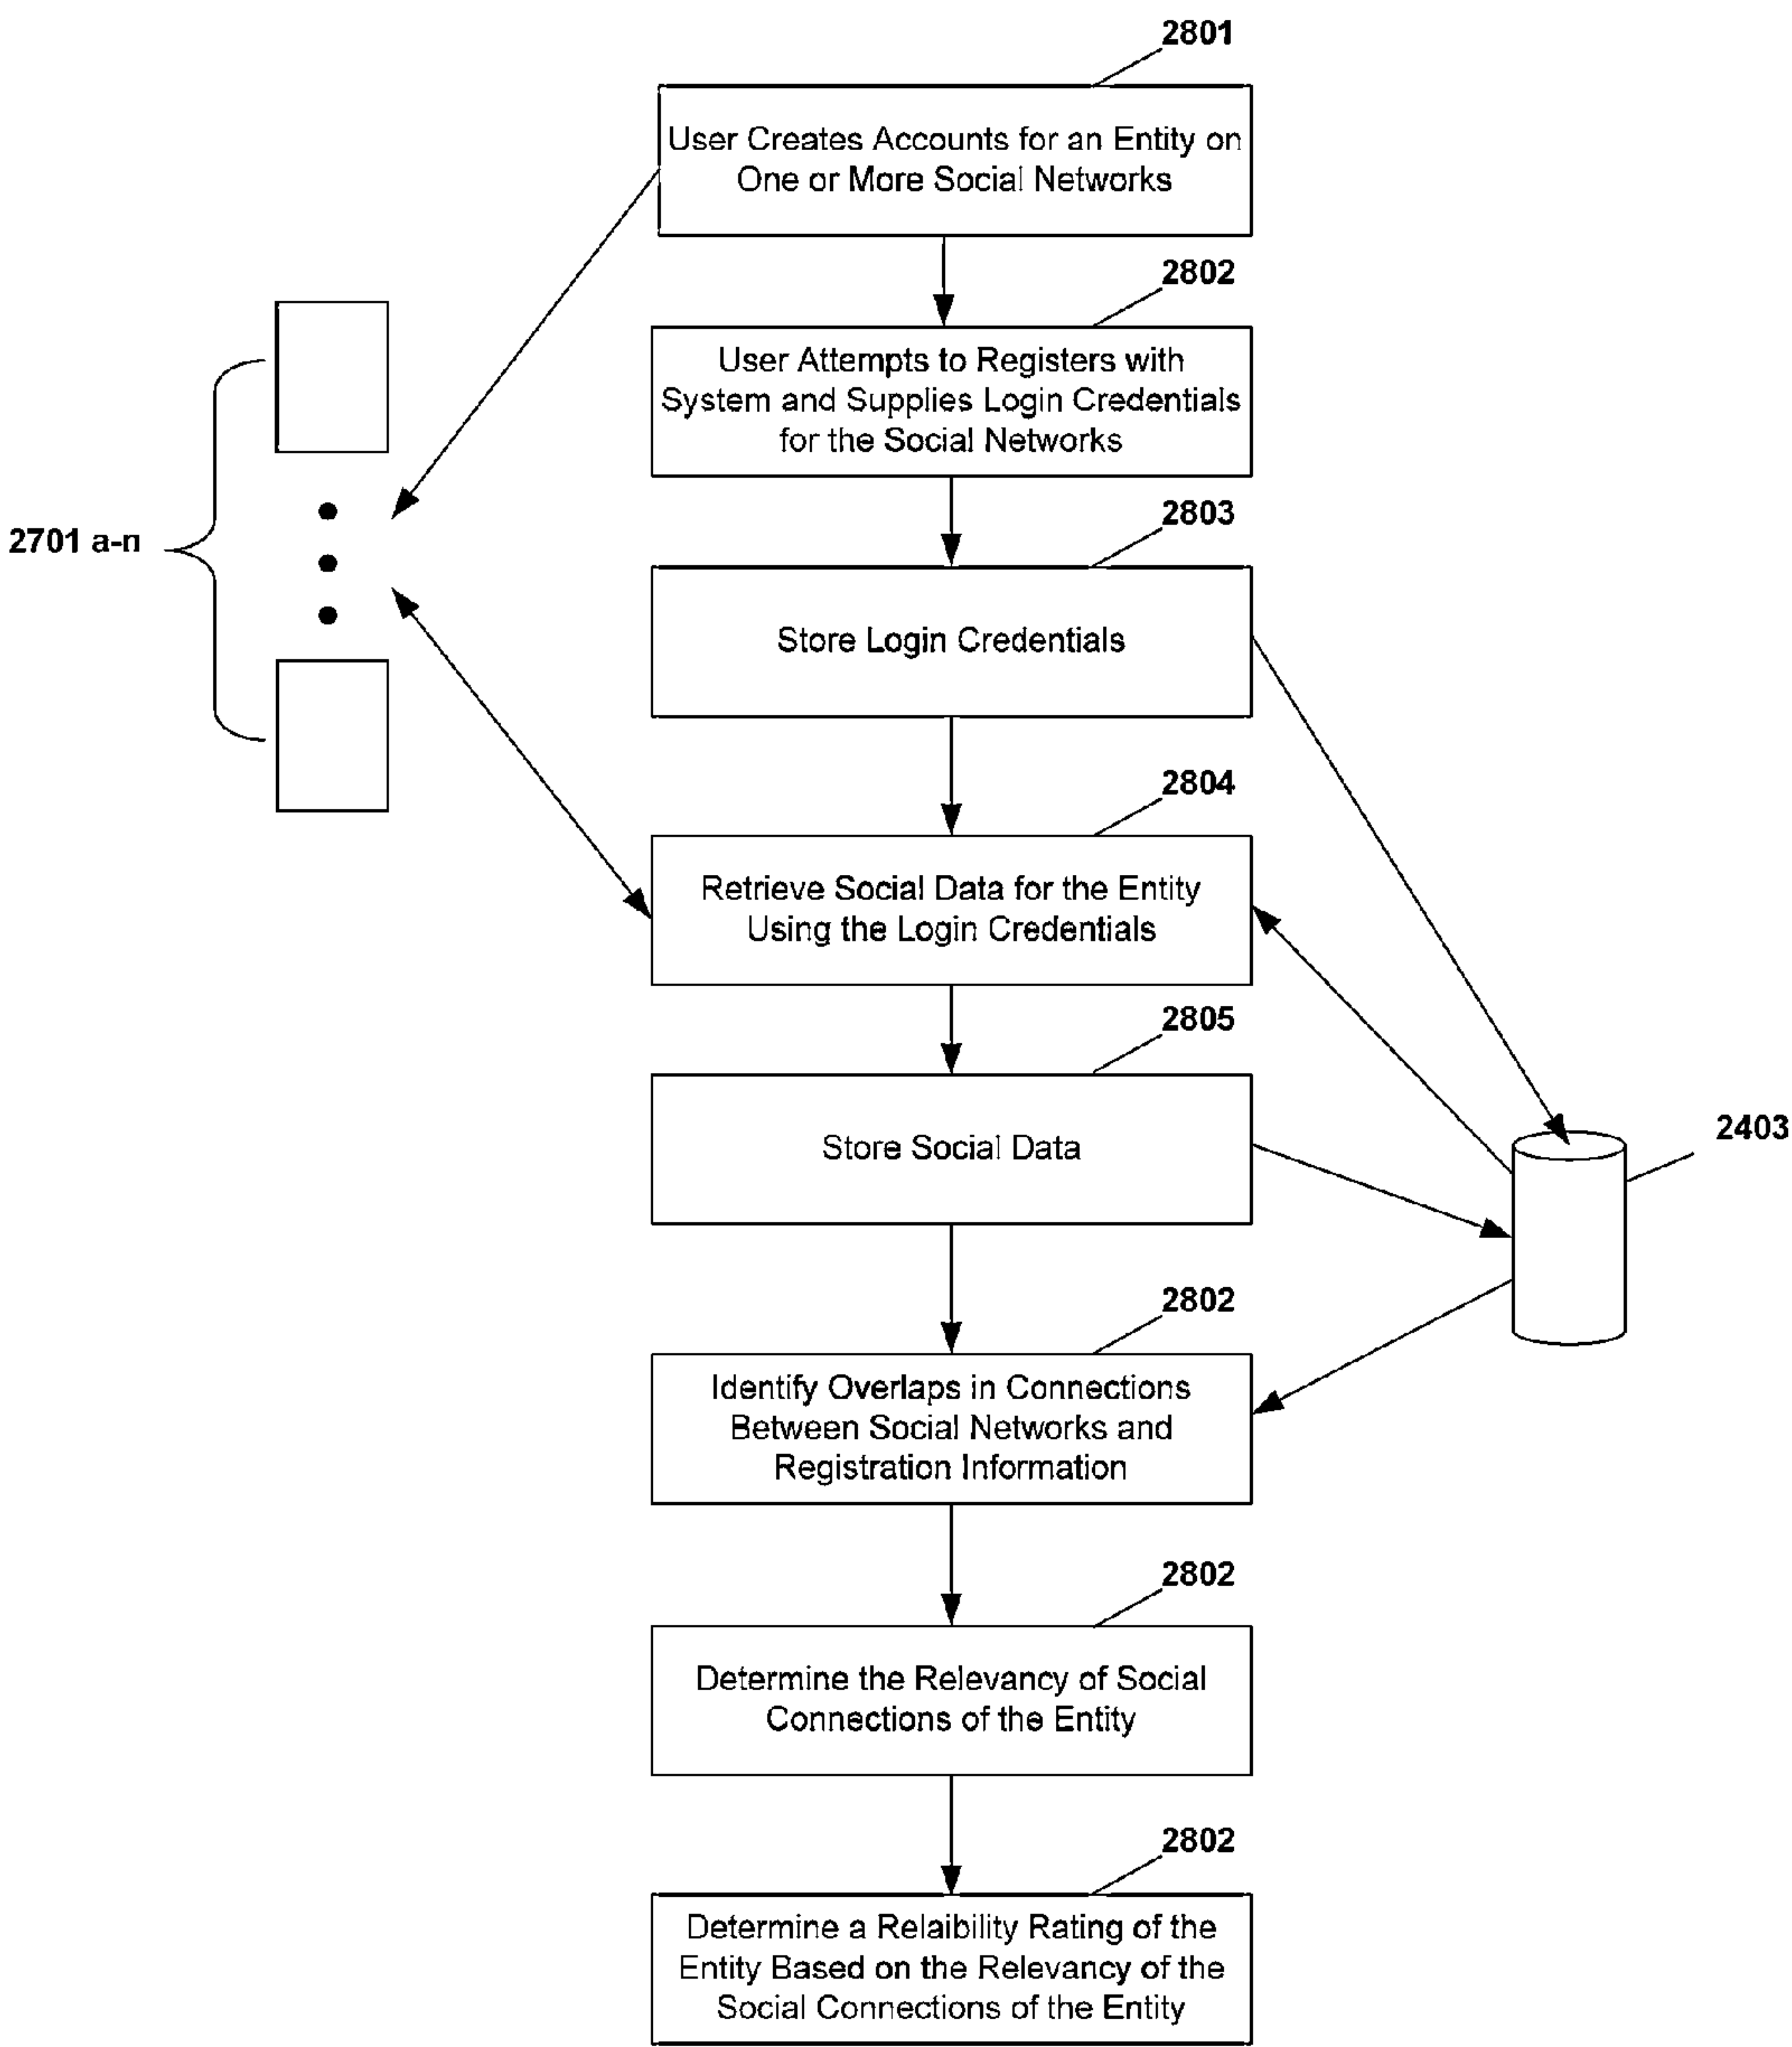 2801
User Creates Accounts for an Entity on
One or More Social Networks
2802
User Attempts to Registers with
System and Supplies Login Credentials
for the Social Networks
2803
2701 a-n
Store Login Credentials
2804
Retrieve Social Data for the Entity
Using the Login Credentials
2805
2403
Store Social Data
2802
Identify Overlaps in Connections
Between Social Networks and
Registration Information
2802
Determine the Relevancy of Social
Connections of the Entity
2802
Determine a Relaibility Rating of the
Entity Based on the Relevancy of the
Social Connections of the Entity